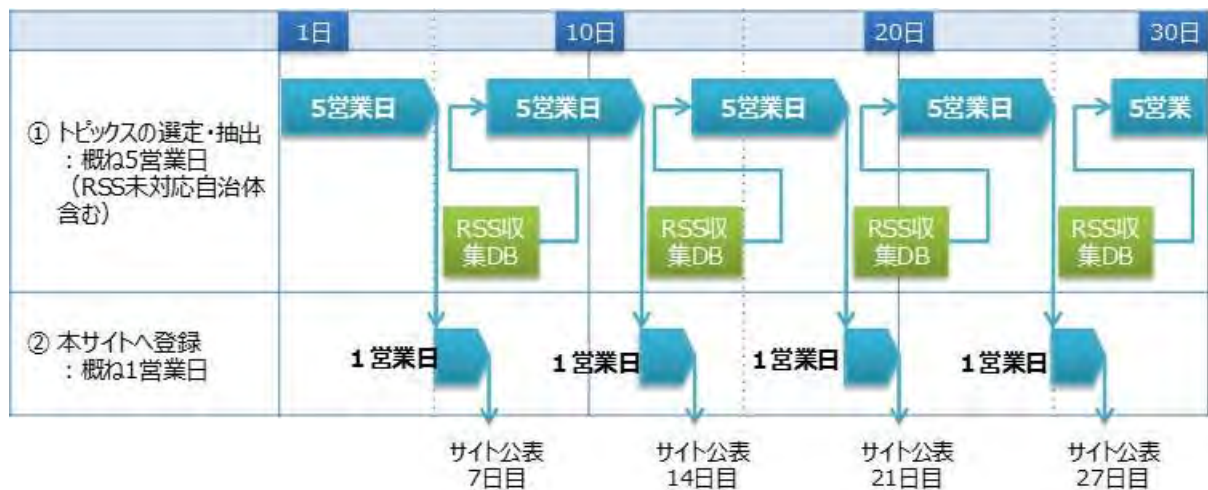 1日 10日 20日 30日
① トピックスの選定・抽出
：概ね5営業日
（RSS未対応自治体
含む）
5営業日 5営業日 5営業日 5営業日 5営業
RSS収
集DB
RSS収
集DB
RSS収
集DB
RSS収
集DB
② 本サイトへ登録
：概ね1営業日
１営業日 １営業日 １営業日 １営業日
サイト公表
7日目
サイト公表
14日目
サイト公表
21日目
サイト公表
27日目